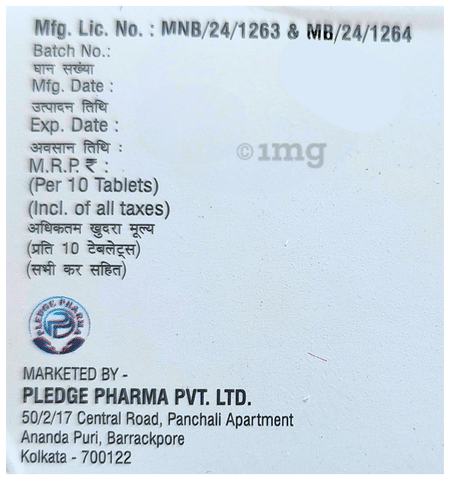 Mfg. Lic. No. : MNB/24/1263 & MB/24/1264
Batch No.:
घान संख्या
Mfg. Date :
उत्पादन तिथि
Exp. Date :
अवसान तिथि :
M.R.P. ₹ :
(Per 10 Tablets)
(Incl. of all taxes)
अधिकतम खुदरा मूल्य
(प्रति 10 टेबलेट्स)
(सभी कर सहित)
©1mg
PLEDGE PHARMA
MARKETED BY -
PLEDGE PHARMA PVT. LTD.
50/2/17 Central Road, Panchali Apartment
Ananda Puri, Barrackpore
Kolkata - 700122